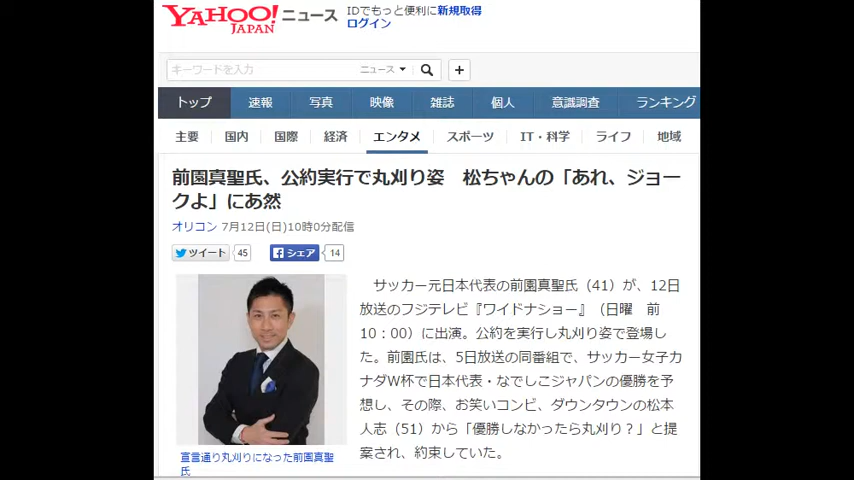 YAHOO!
JAPAN
ニュース
IDでもっと便利に新規取得
ログイン
キーワードを入力
ニュース
トップ 速報 写真 映像 雑誌 個人 意識調査 ランキング
主要 国内 国際 経済 エンタメ スポーツ IT・科学 ライフ 地域
前園真聖氏、公約実行で丸刈り姿　松ちゃんの「あれ、ジョー
クよ」にあ然
オリコン 7月12日(日)10時0分配信
ツイート 45 シェア 14
サッカー元日本代表の前園真聖氏（41）が、12日
放送のフジテレビ『ワイドナショー』（日曜　前
10：00）に出演。公約を実行し丸刈り姿で登場し
た。前園氏は、5日放送の同番組で、サッカー女子カ
ナダW杯で日本代表・なでしこジャパンの優勝を予
想し、その際、お笑いコンビ、ダウンタウンの松本
人志（51）から「優勝しなかったら丸刈り？」と提
案され、約束していた。
宣言通り丸刈りになった前園真聖
氏